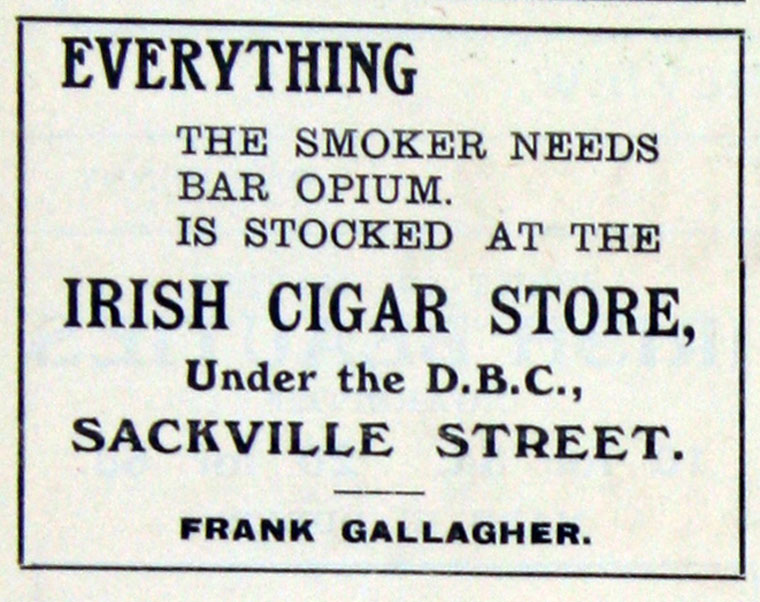 EVERYTHING
THE SMOKER NEEDS
BAR OPIUM.
IS STOCKED AT THE
IRISH CIGAR STORE,
Under the D.B.C.,
SACKVILLE STREET.
FRANK GALLAGHER.